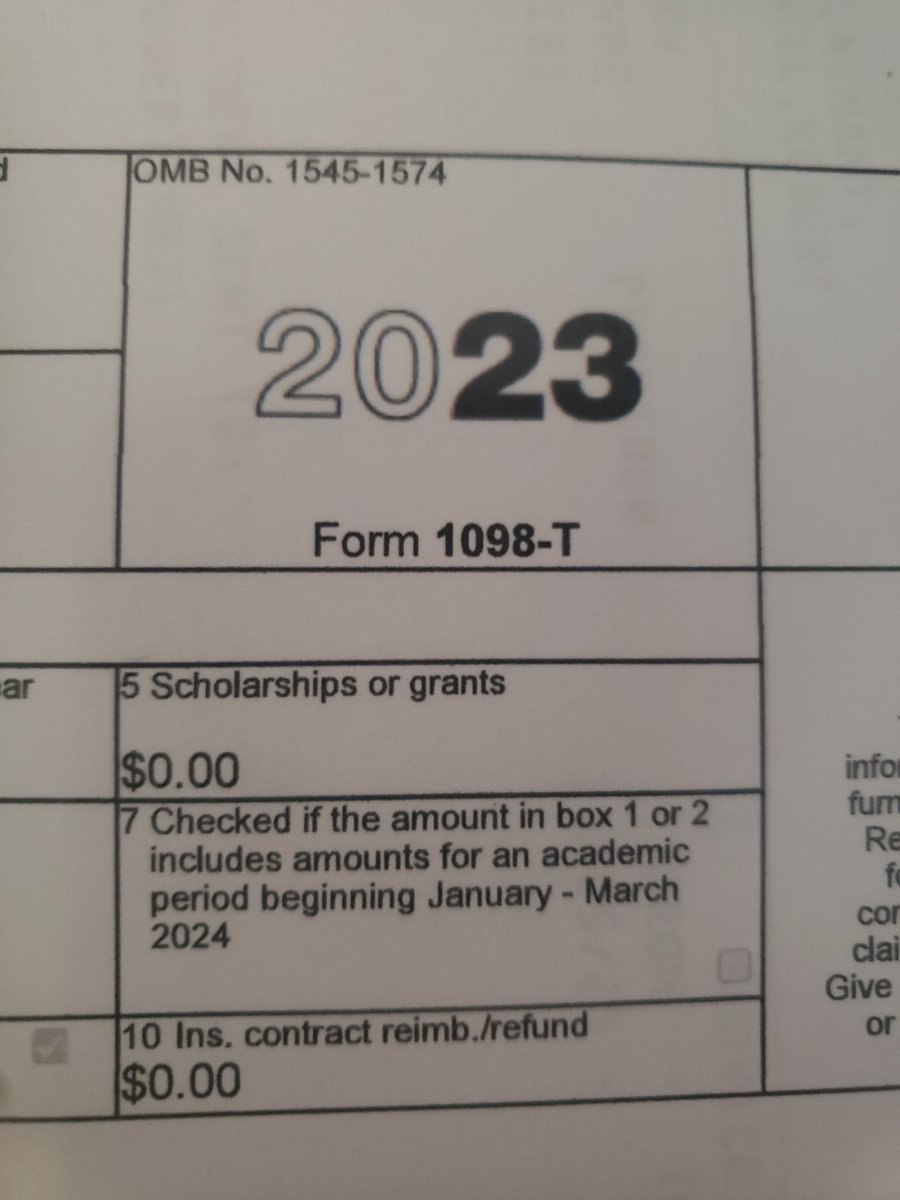 OMB No. 1545-1574
2023
Form 1098-T
5 Scholarships or grants
$0.00
7 Checked if the amount in box 1 or 2
includes amounts for an academic
period beginning January - March
2024
10 Ins. contract reimb./refund
$0.00
Give
or